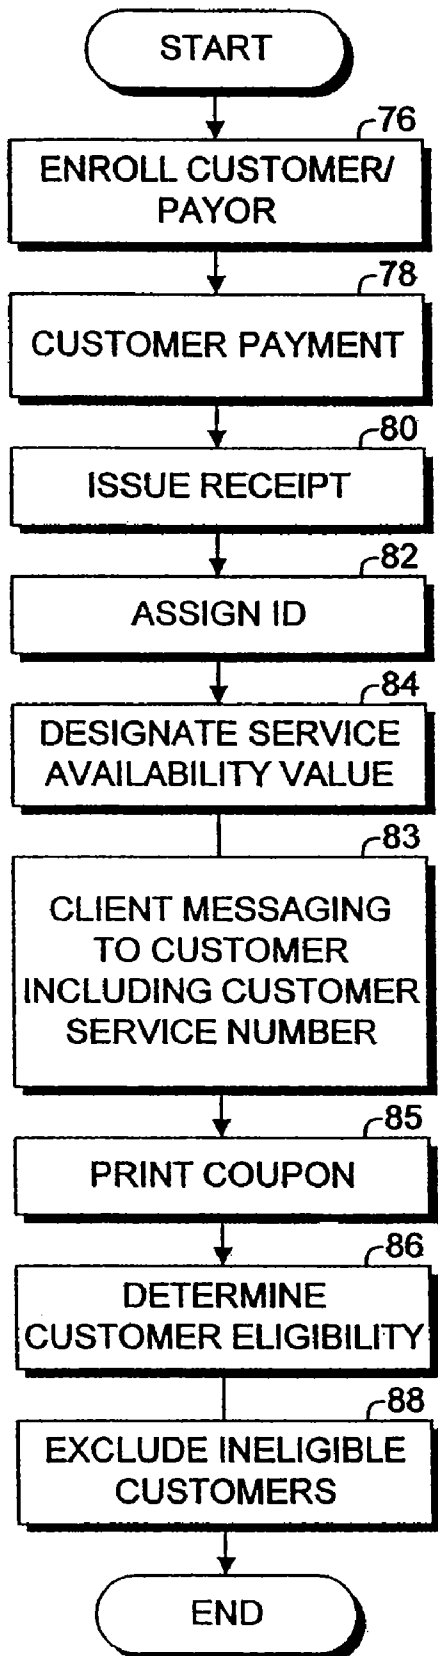 START
76
ENROLL CUSTOMER/
PAYOR
78
CUSTOMER PAYMENT
80
ISSUE RECEIPT
82
ASSIGN ID
84
DESIGNATE SERVICE
AVAILABILITY VALUE
83
CLIENT MESSAGING
TO CUSTOMER
INCLUDING CUSTOMER
SERVICE NUMBER
85
PRINT COUPON
86
DETERMINE
CUSTOMER ELIGIBILITY
88
EXCLUDE INELIGIBLE
CUSTOMERS
END